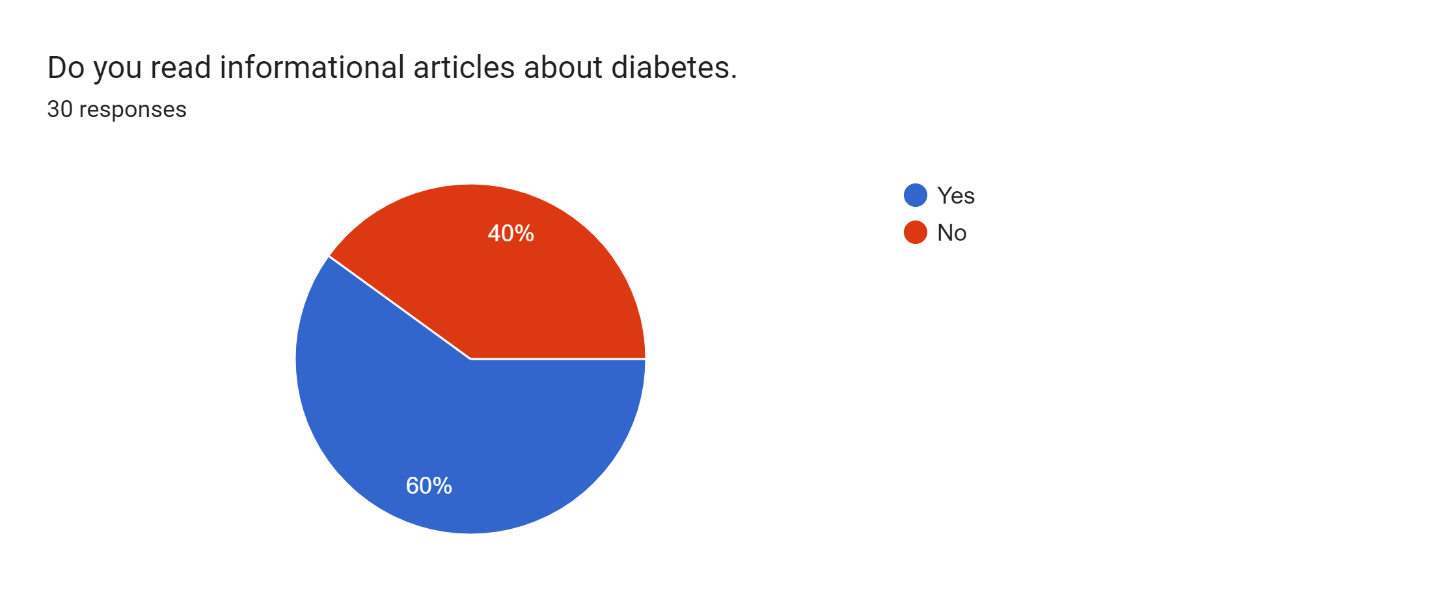 Do you read informational articles about diabetes.
30 responses
Yes
No
40%
60%